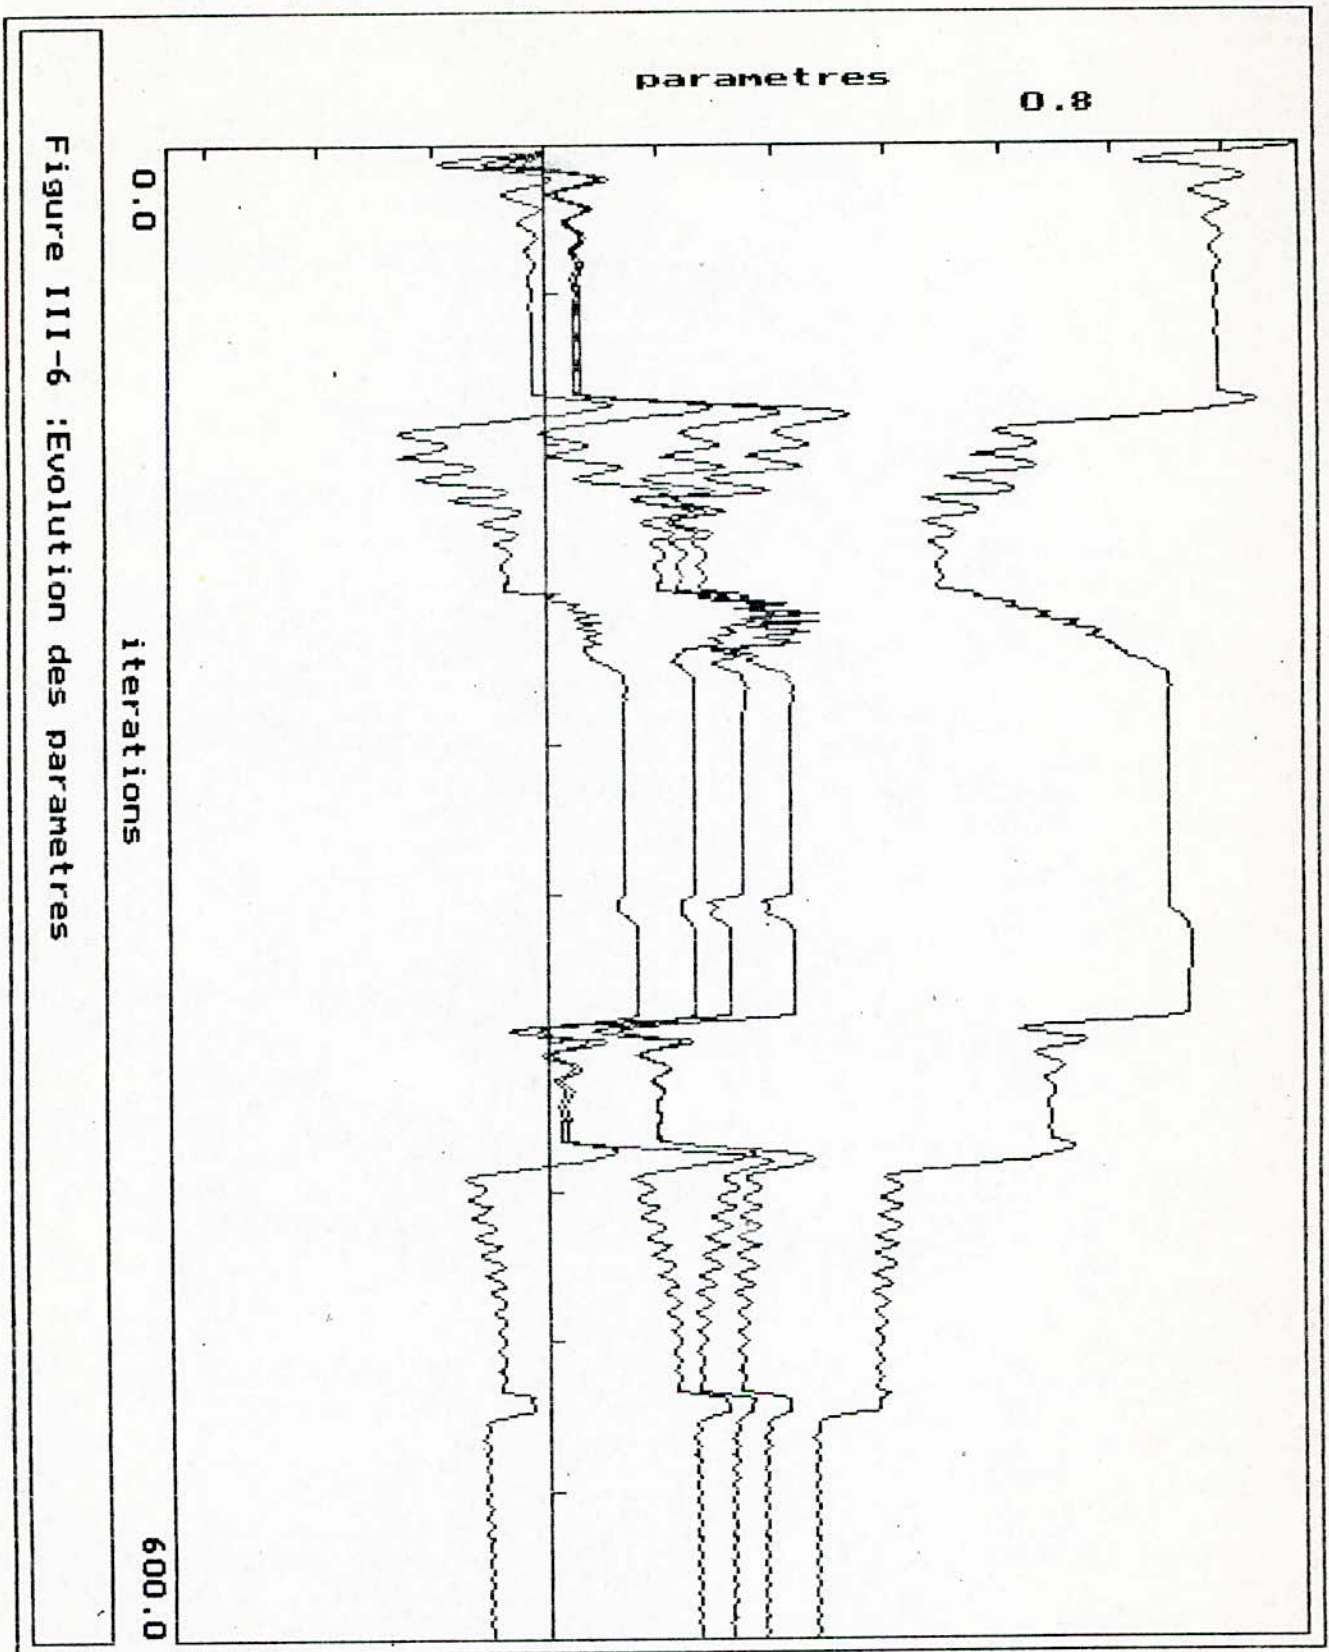 0.8
parametres
0.0
iterations
600.0
Figure III-6 :Evolution des parametres